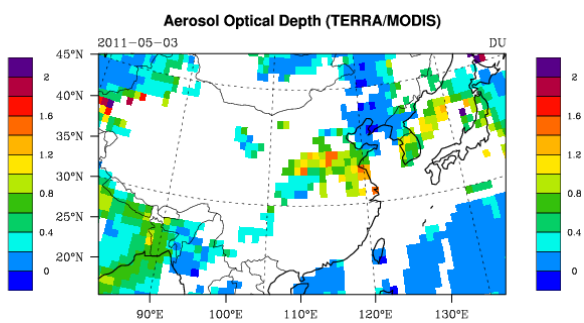 Aerosol Optical Depth (TERRA/MODIS)
2011-05-03 DU
45°N
40°N
35°N
30°N
25°N
20°N
90°E 100°E 110°E 120°E 130°E
2
1.6
1.2
0.8
0.4
0
2
1.6
1.2
0.8
0.4
0